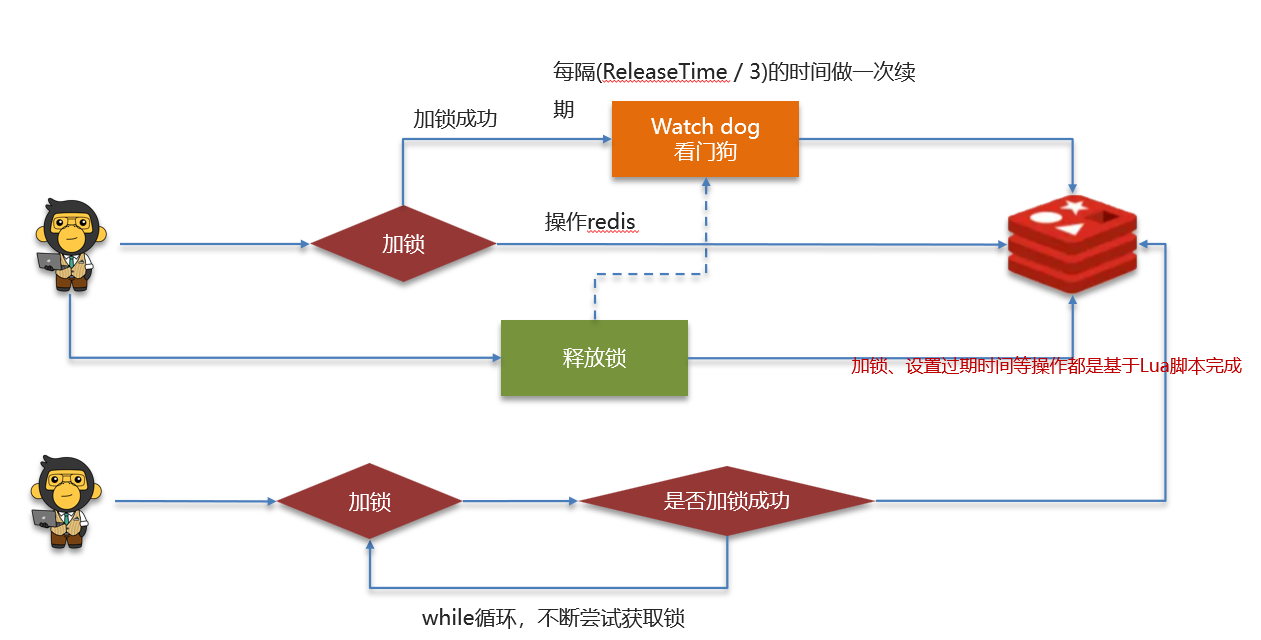 每隔(ReleaseTime / 3)的时间做一次续
期
加锁成功
Watch dog
看门狗
操作redis
加锁
释放锁
加锁、设置过期时间等操作都是基于Lua脚本完成
加锁
是否加锁成功
while循环，不断尝试获取锁